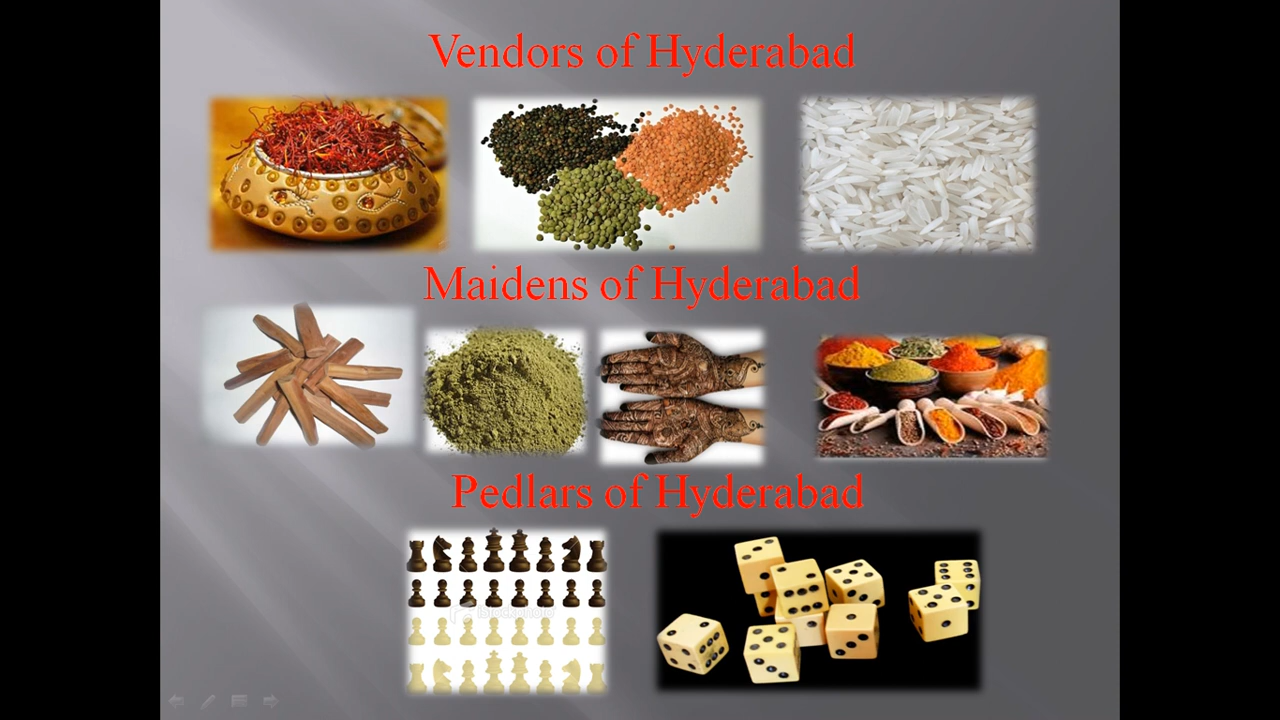 Vendors of Hyderabad
Maidens of Hyderabad
Pedlars of Hyderabad